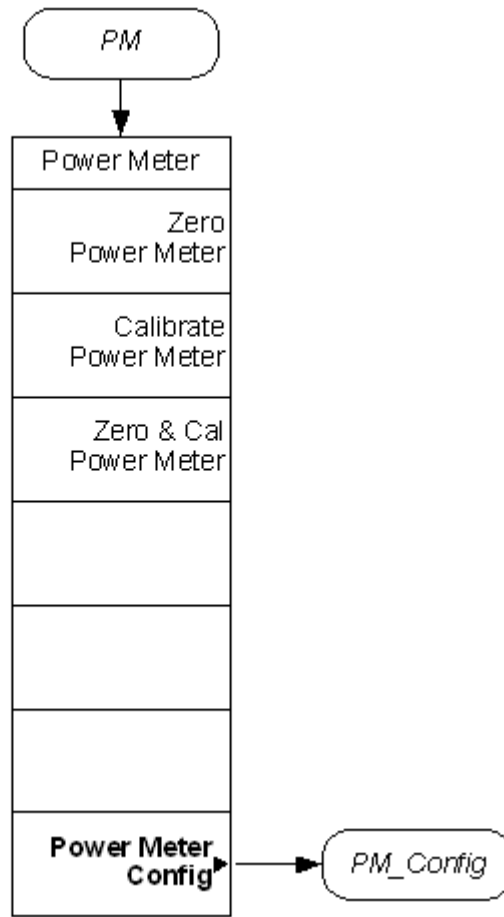 PM
Power Meter
Zero
Power Meter
Calibrate
Power Meter
Zero & Cal
Power Meter
Power Meter
Config
PM_Config